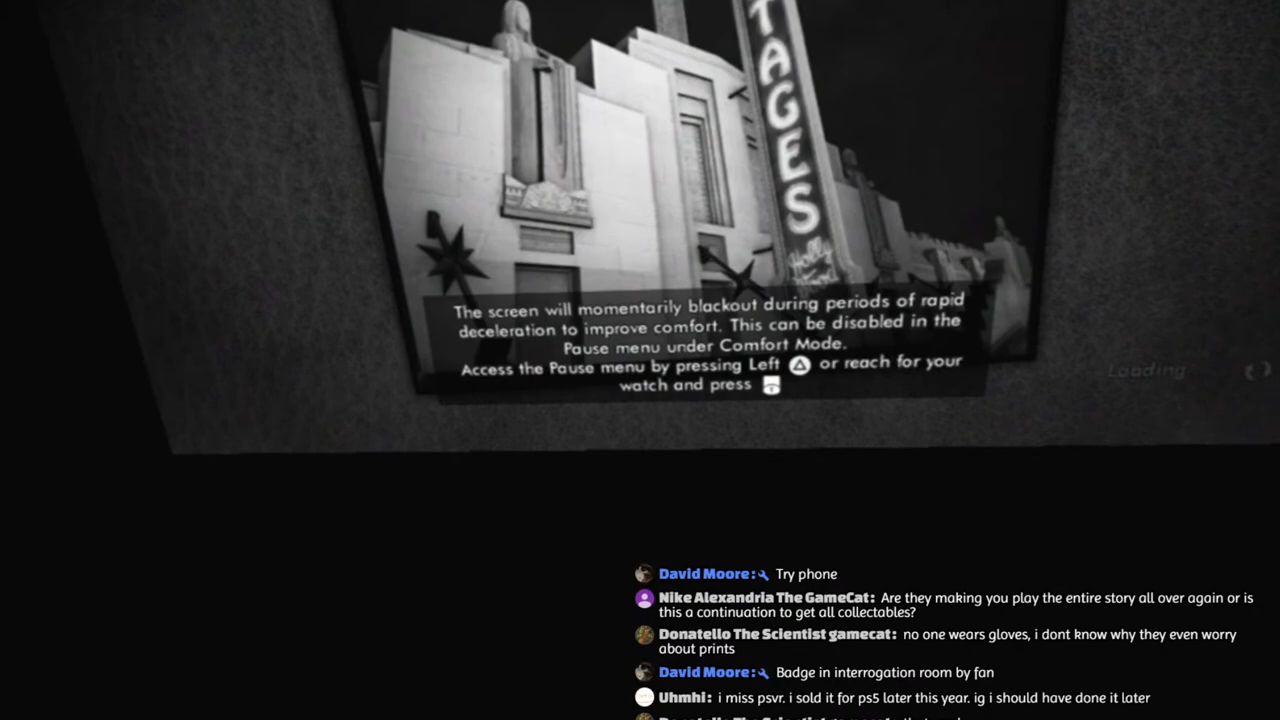 TAGES
Holly
The screen will momentarily blackout during periods of rapid
deceleration to improve comfort. This can be disabled in the
Pause menu under Comfort Mode.
Access the Pause menu by pressing Left or reach for your
watch and press
Loading
David Moore: Try phone
Nike Alexandria The GameCat: Are they making you play the entire story all over again or is
this a continuation to get all collectables?
Donatello The Scientist gamecat: no one wears gloves, i dont know why they even worry
about prints
David Moore: Badge in interrogation room by fan
Uhmhi: i miss psvr. i sold it for ps5 later this year. ig i should have done it later